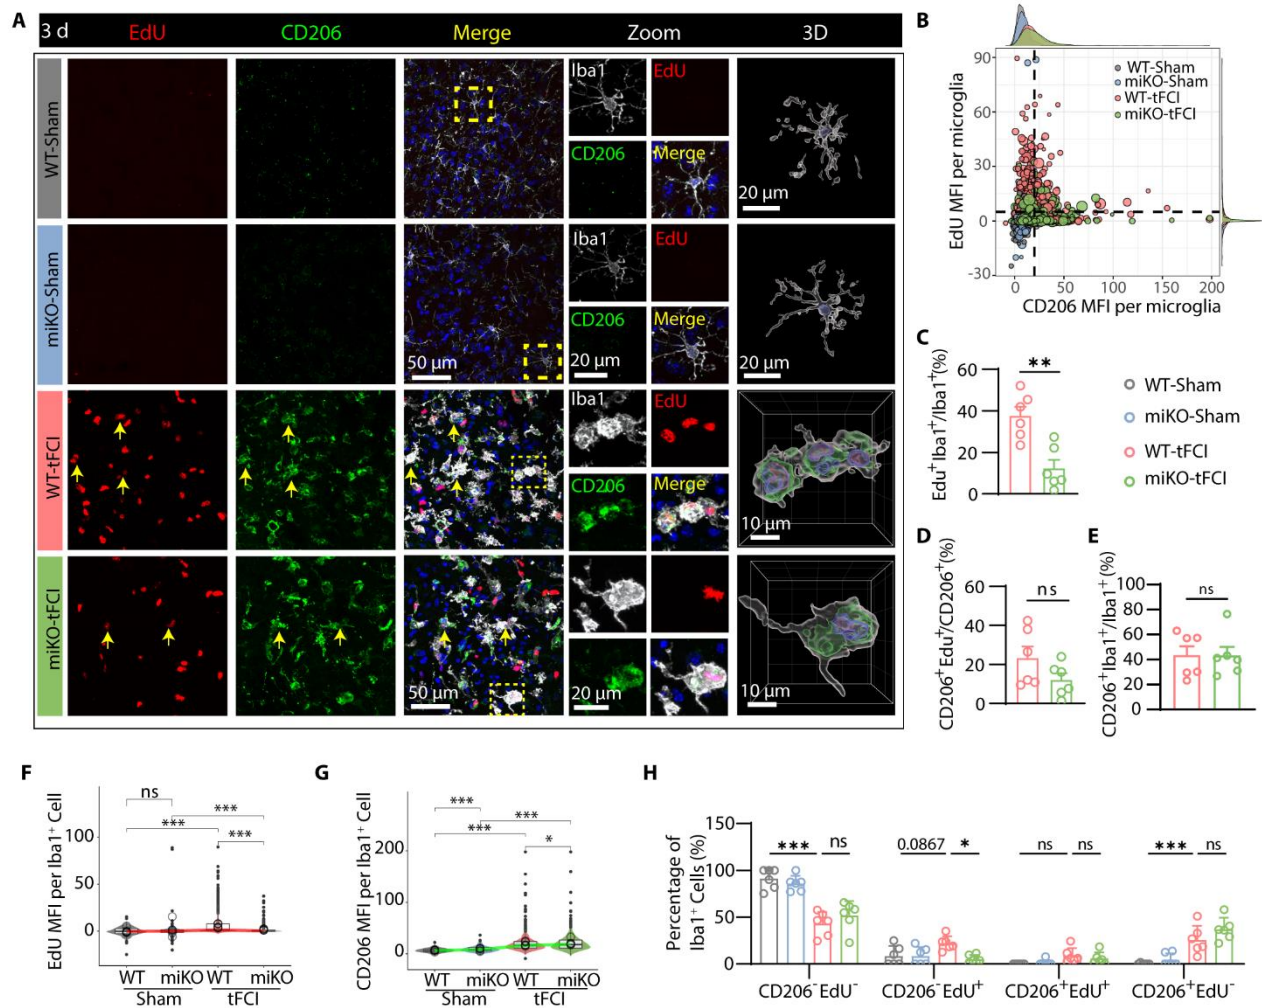 A
3 d EdU CD206 Merge Zoom 3D
WT-Sham
Iba1 EdU
CD206 Merge
20 µm
miKO-Sham
Iba1 EdU
CD206 Merge
50 µm 20 µm 20 µm
WT-tFCI
Iba1 EdU
CD206 Merge
10 µm
miKO-tFCI
50 µm 20 µm 10 µm
B
EdU MFI per microglia
90
60
30
0
-30
WT-Sham
miKO-Sham
WT-tFCI
miKO-tFCI
0 50 100 150 200
CD206 MFI per microglia
C
Edu+Iba1+/Iba1+(%)
60
40
20
0
**
WT-Sham
miKO-Sham
WT-tFCI
miKO-tFCI
D
CD206+Edu+/CD206+(%)
60
40
20
0
ns
E
CD206+Iba1+/Iba1+(%)
100
80
60
40
20
0
ns
F
EdU MFI per Iba1+ Cell
100
50
0
ns
***
***
***
WT miKO WT miKO
Sham tFCI
G
CD206 MFI per Iba1+ Cell
200
100
0
***
***
***
*
WT miKO WT miKO
Sham tFCI
H
Percentage of
Iba1+ Cells (%)
150
100
50
0
*** ns 0.0867 * ns ns *** ns
CD206-EdU- CD206-EdU+ CD206+EdU+ CD206+EdU-